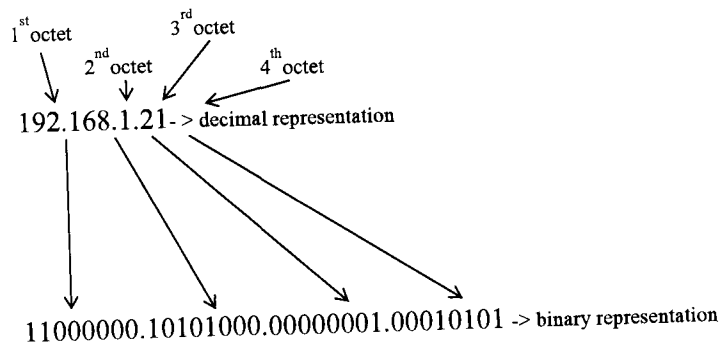 1st octet
3rd octet
2nd octet
4th octet
192.168.1.21- > decimal representation
11000000.10101000.00000001.00010101 -> binary representation